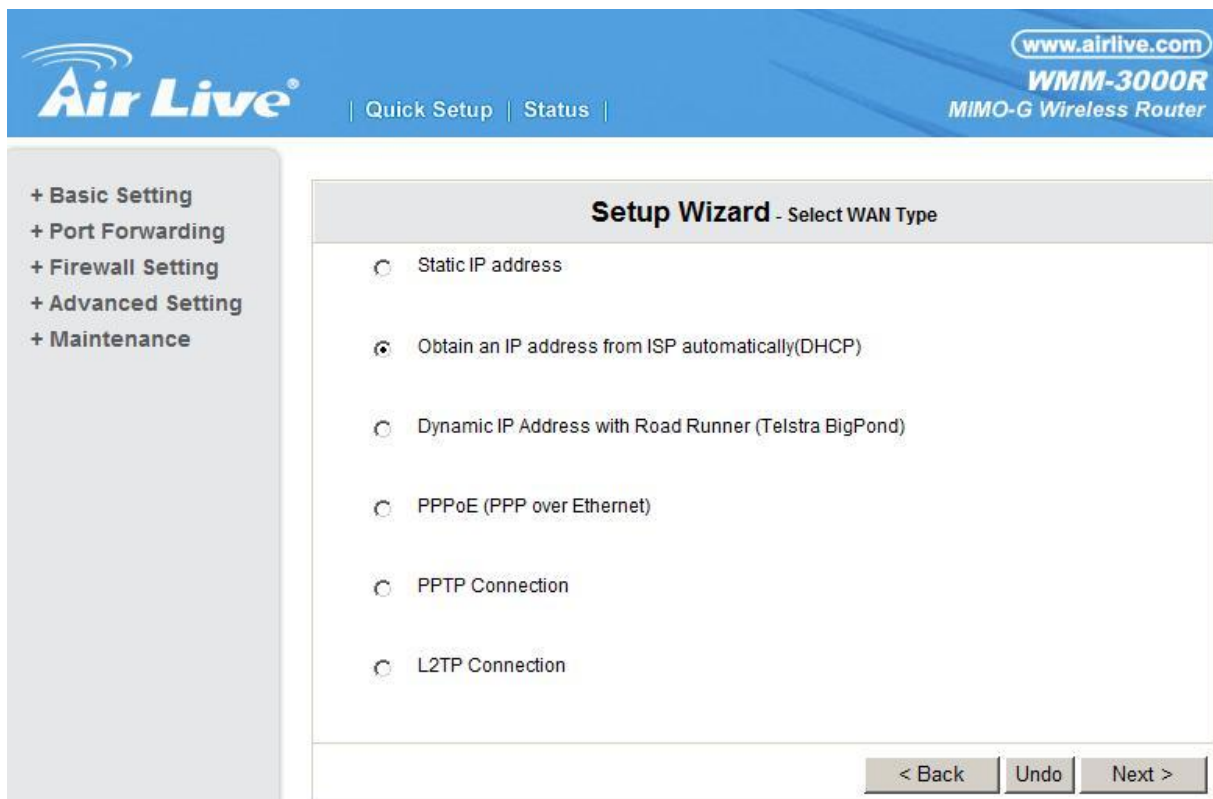 www.airlive.com
Air Live®
WMM-3000R
| Quick Setup | Status |
MIMO-G Wireless Router
+ Basic Setting
+ Port Forwarding
+ Firewall Setting
+ Advanced Setting
+ Maintenance
Setup Wizard - Select WAN Type
Static IP address
Obtain an IP address from ISP automatically(DHCP)
Dynamic IP Address with Road Runner (Telstra BigPond)
PPPoE (PPP over Ethernet)
PPTP Connection
L2TP Connection
< Back
Undo
Next >